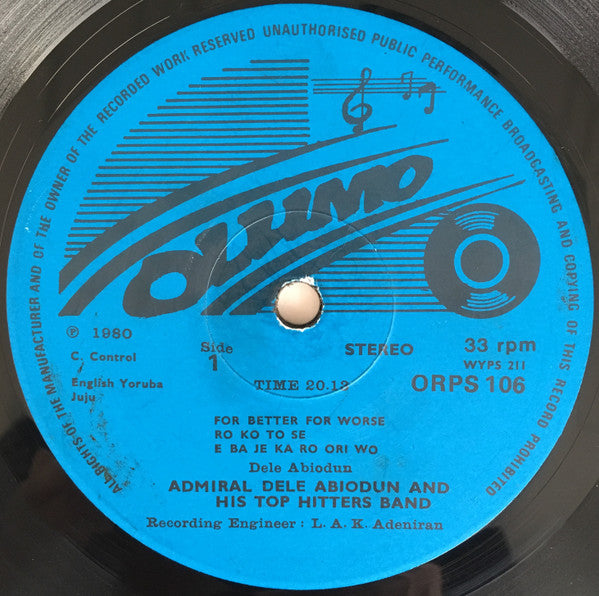 ALL RIGHTS OF THE MANUFACTURER AND OF THE OWNER OF THE RECORDED WORK RESERVED UNAUTHORISED PUBLIC PERFORMANCE BROADCASTING AND COPYING OF THIS RECORD PROHIBITED
OLUMO
℗ 1980
C. Control
English Yoruba
Juju
Side
1
STEREO
33 rpm
WYPS 211
ORPS 106
TIME 20.13
FOR BETTER FOR WORSE
RO KO TO SE
E BA JE KA RO ORI WO
Dele Abiodun
ADMIRAL DELE ABIODUN AND
HIS TOP HITTERS BAND
Recording Engineer : L. A. K. Adeniran